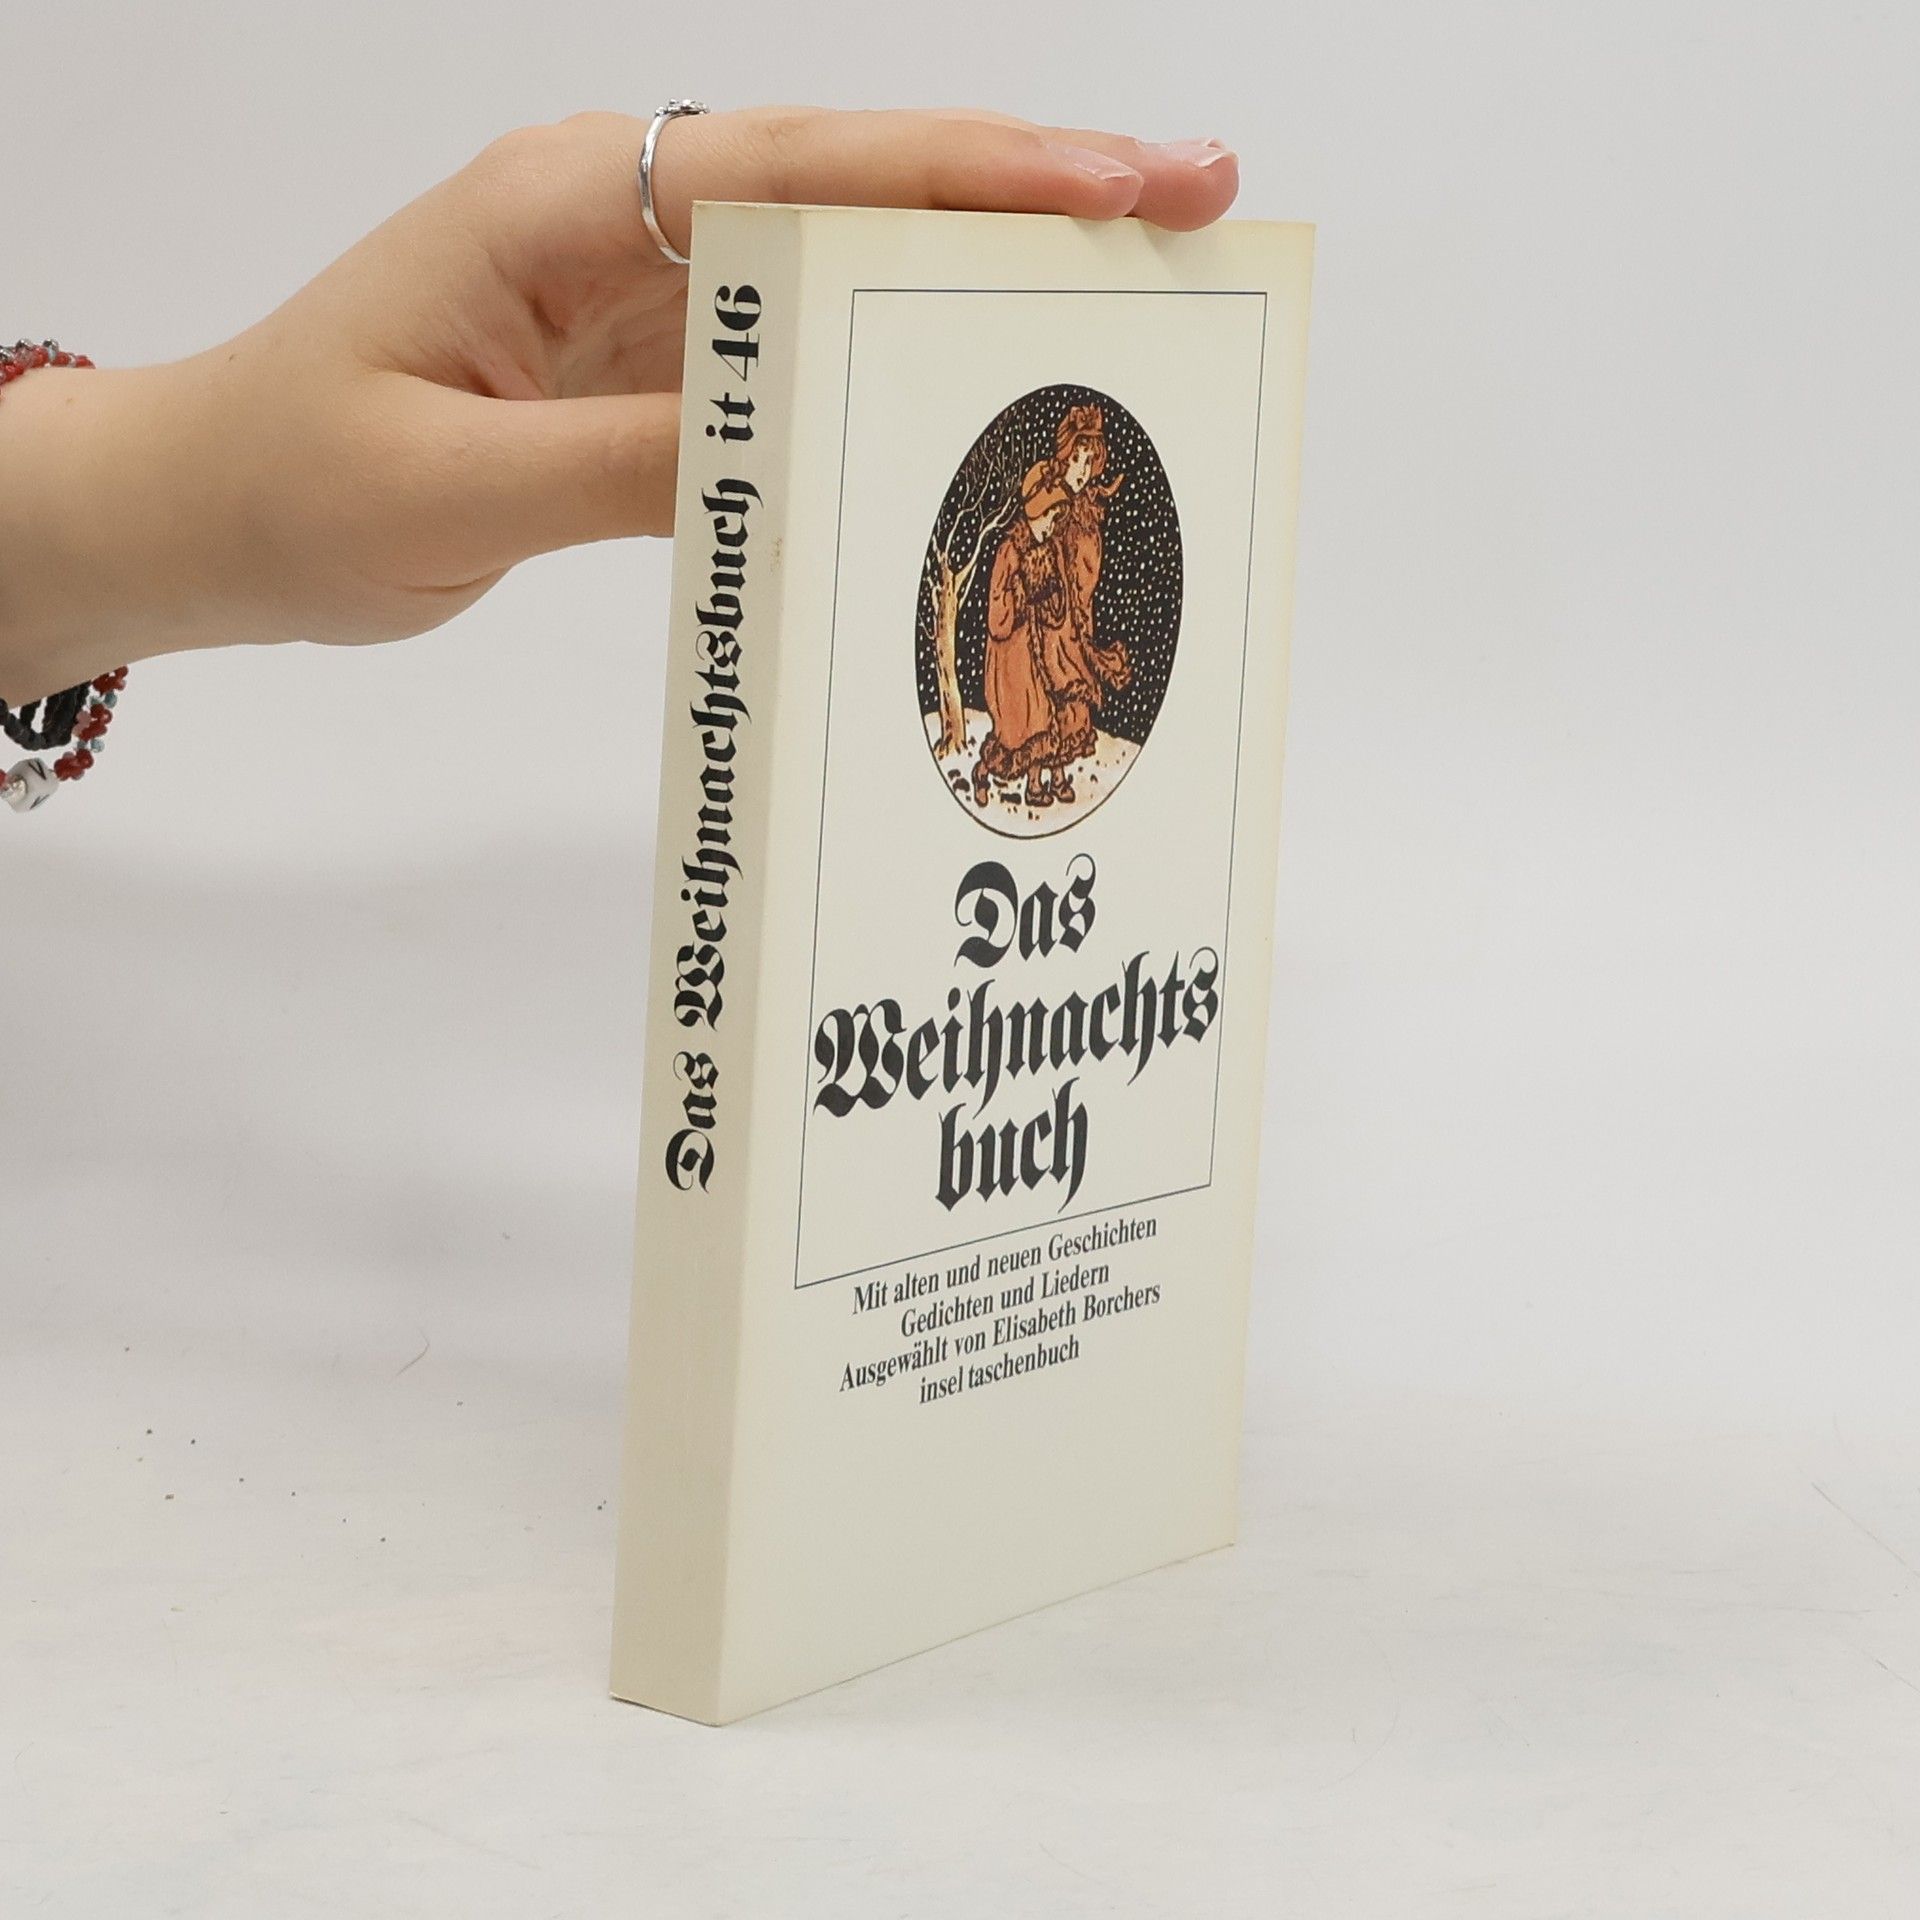 Das Weihnachtsbuch it 46
Das
Weihnachts
buch
Mit alten und neuen Geschichten
Gedichten und Liedern
Ausgewählt von Elisabeth Borchers
insel taschenbuch